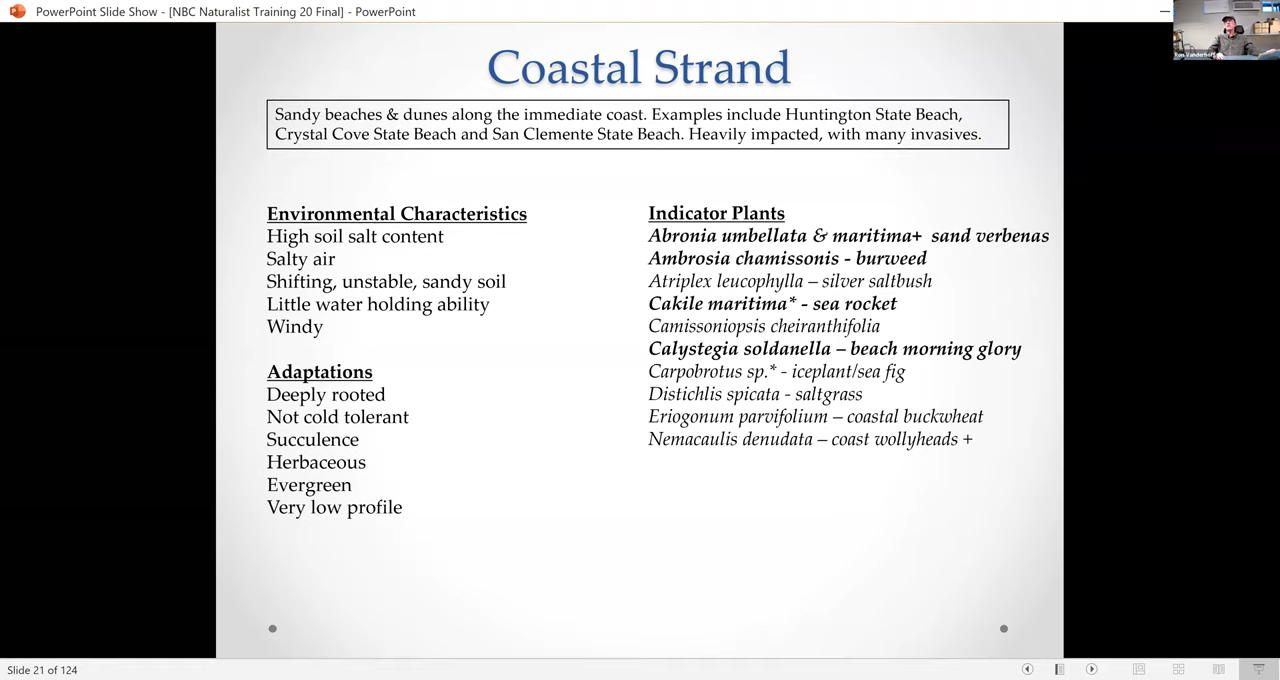 PowerPoint Slide Show - [NBC Naturalist Training 20 Final] - PowerPoint
Coastal Strand
Sandy beaches & dunes along the immediate coast. Examples include Huntington State Beach,
Crystal Cove State Beach and San Clemente State Beach. Heavily impacted, with many invasives.
Environmental Characteristics
High soil salt content
Salty air
Shifting, unstable, sandy soil
Little water holding ability
Windy
Adaptations
Deeply rooted
Not cold tolerant
Succulence
Herbaceous
Evergreen
Very low profile
Indicator Plants
Abronia umbellata & maritima+ sand verbenas
Ambrosia chamissonis - burweed
Atriplex leucophylla – silver saltbush
Cakile maritima* - sea rocket
Camissoniopsis cheiranthifolia
Calystegia soldanella – beach morning glory
Carpobrotus sp.* - iceplant/sea fig
Distichlis spicata - saltgrass
Eriogonum parvifolium – coastal buckwheat
Nemacaulis denudata – coast wollyheads +
Slide 21 of 124